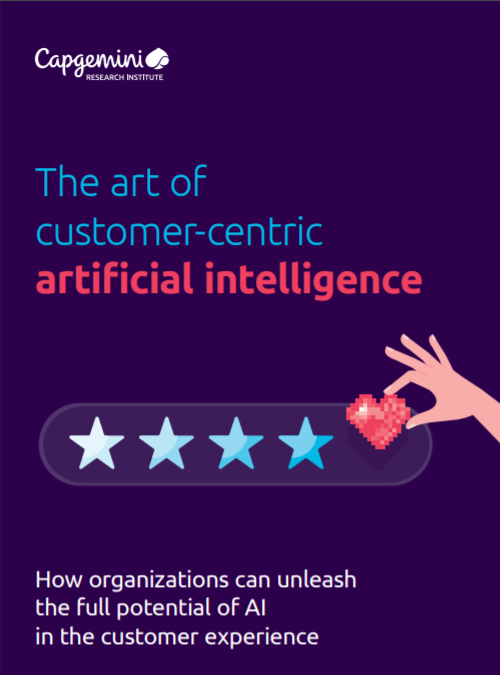 Capgemini
RESEARCH INSTITUTE
The art of
customer-centric
artificial intelligence
How organizations can unleash
the full potential of AI
in the customer experience